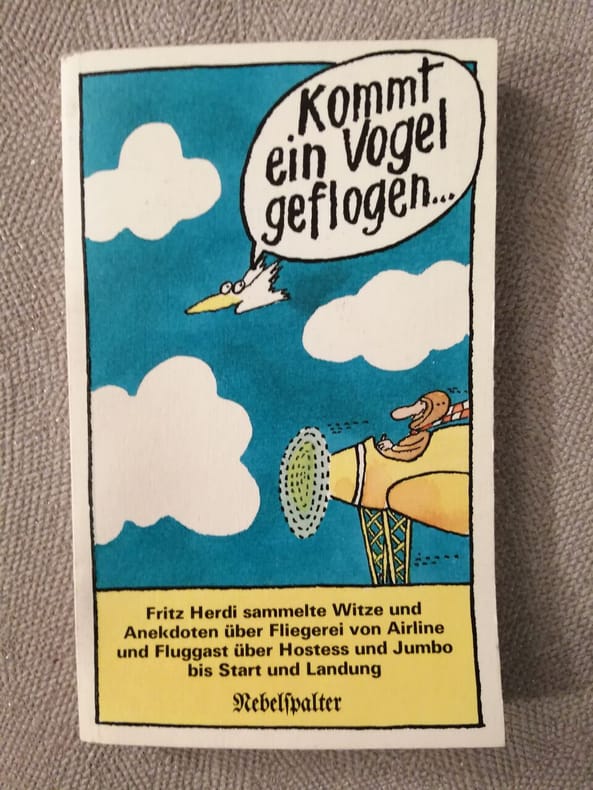 Kommt
ein Vogel
geflogen...
Fritz Herdi sammelte Witze und
Anekdoten über Fliegerei von Airline
und Fluggast über Hostess und Jumbo
bis Start und Landung
Nebelſpalter